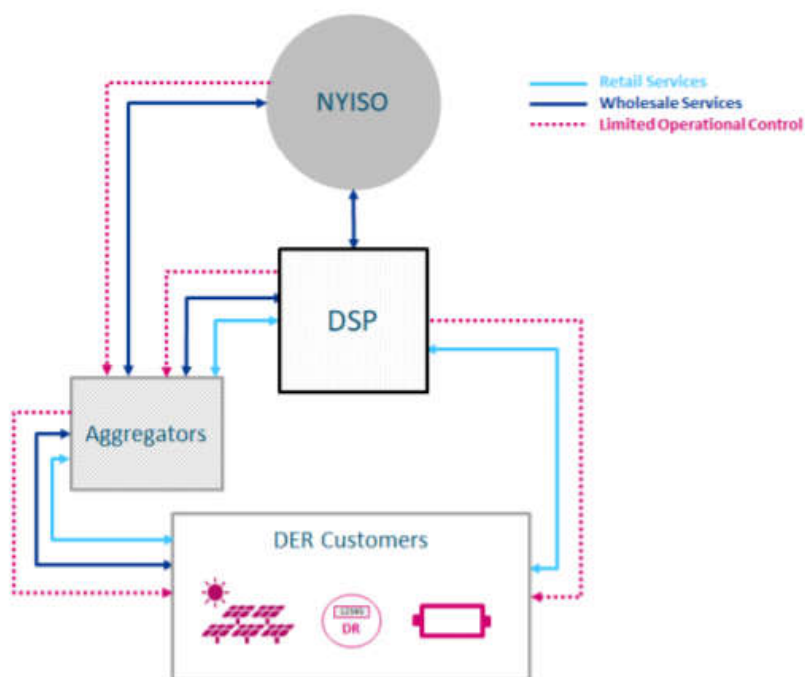 NYISO
Retail Services
Wholesale Services
Limited Operational Control
DSP
Aggregators
DER Customers
DR